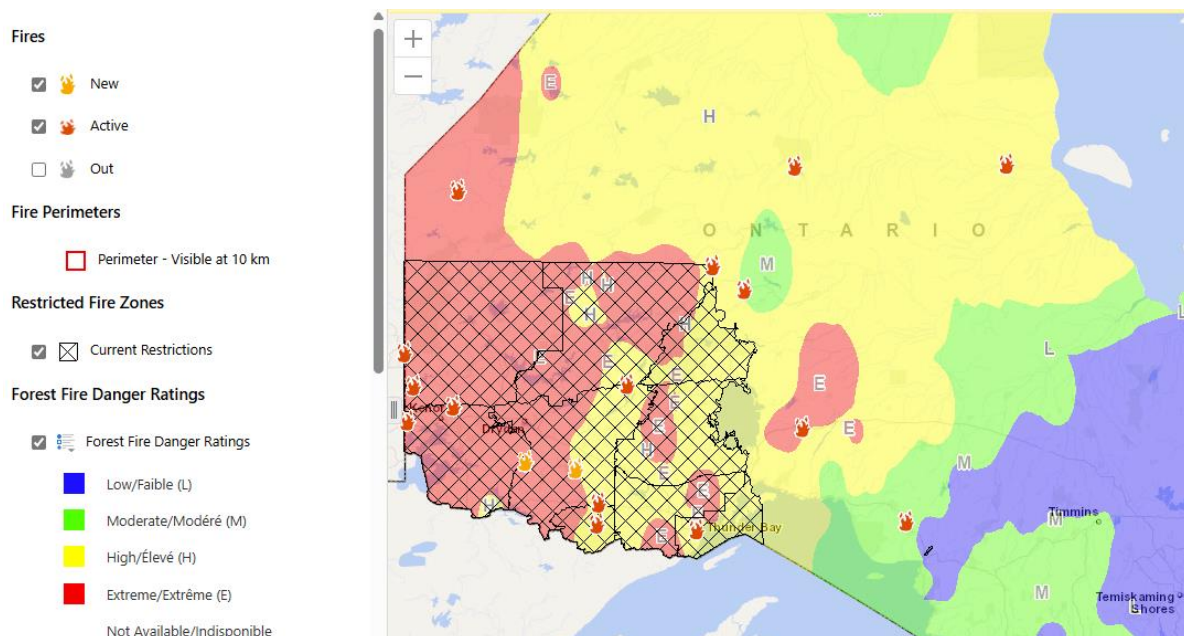 Fires
New
Active
Out
Fire Perimeters
Perimeter - Visible at 10 km
Restricted Fire Zones
Current Restrictions
Forest Fire Danger Ratings
Forest Fire Danger Ratings
Low/Faible (L)
Moderate/Modéré (M)
High/Élevé (H)
Extreme/Extrême (E)
Not Available/Indisponible
+
−
M
E
H
ONTARIO
M
H
H
E
H
H
L
E
E
L
E
E
E
E
E
H
M
E
E
H
Timmins
M
Thunder Bay
E
M
Temiskaming
Shores